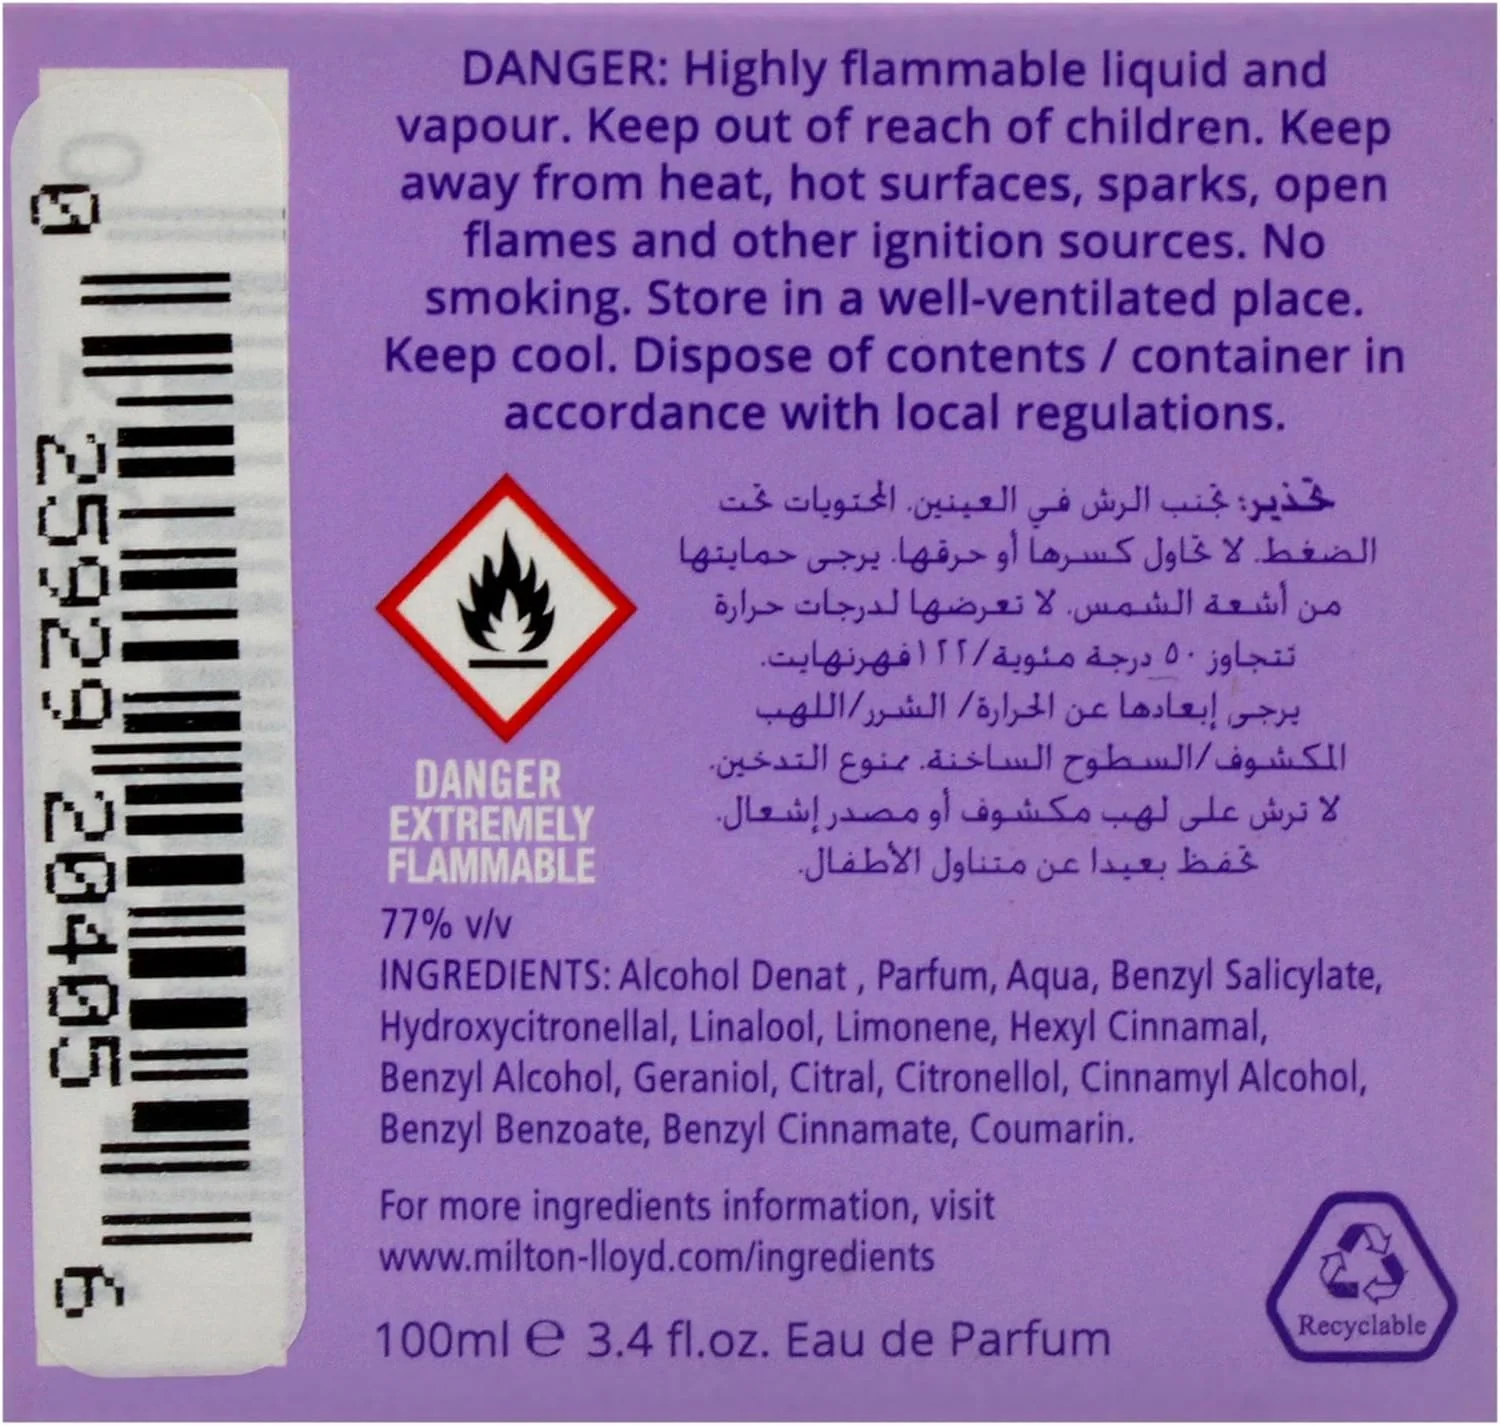 DANGER: Highly flammable liquid and
vapour. Keep out of reach of children. Keep
away from heat, hot surfaces, sparks, open
flames and other ignition sources. No
smoking. Store in a well-ventilated place.
Keep cool. Dispose of contents / container in
accordance with local regulations.
تحذير: تجنب الرش في العينين. المحتويات تحت
الضغط. لا تحاول كسرها أو حرقها. يرجى حمايتها
من أشعة الشمس. لا تعرضها لدرجات حرارة
تتجاوز ٥٠ درجة مئوية/١٢٢فهرنهايت.
يرجى إبعادها عن الحرارة/ الشرر/اللهب
المكشوف/السطوح الساخنة. ممنوع التدخين.
لا ترش على لهب مكشوف أو مصدر إشعال.
تحفظ بعيدا عن متناول الأطفال.
DANGER
EXTREMELY
FLAMMABLE
77% v/v
INGREDIENTS: Alcohol Denat , Parfum, Aqua, Benzyl Salicylate,
Hydroxycitronellal, Linalool, Limonene, Hexyl Cinnamal,
Benzyl Alcohol, Geraniol, Citral, Citronellol, Cinnamyl Alcohol,
Benzyl Benzoate, Benzyl Cinnamate, Coumarin.
For more ingredients information, visit
www.milton-lloyd.com/ingredients
100ml ℮ 3.4 fl.oz. Eau de Parfum
Recyclable
0 25929 20405 6